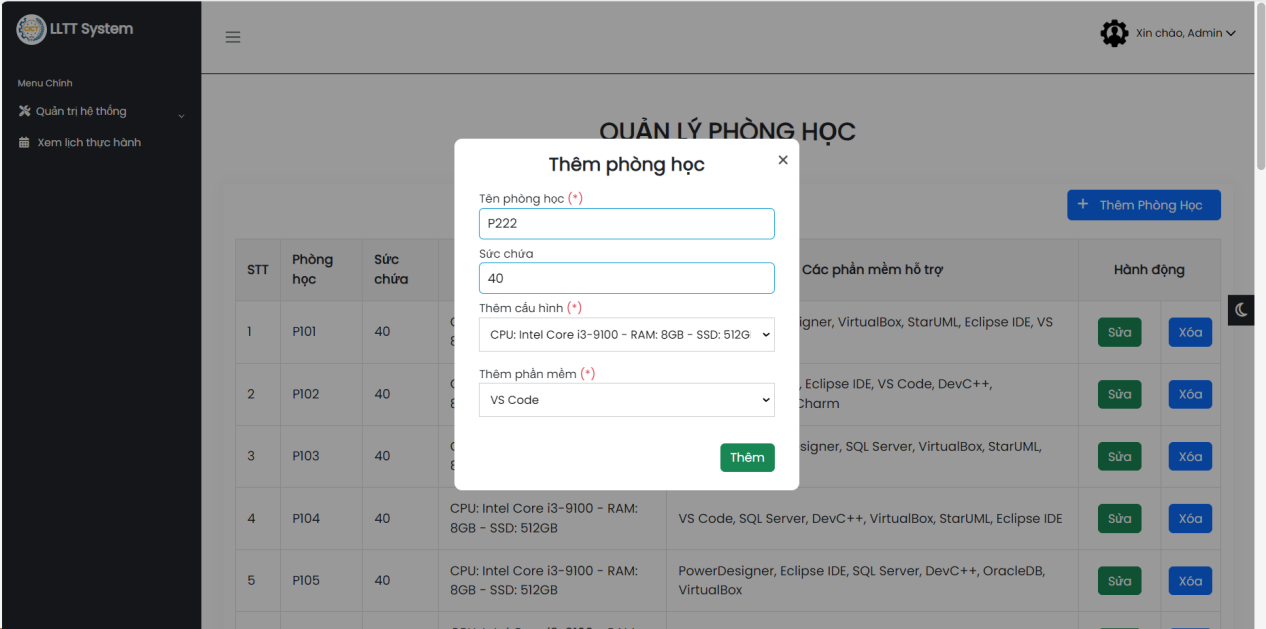 LLTT System
Xin chào, Admin
Menu Chính
Quản trị hệ thống
Xem lịch thực hành
QUẢN LÝ PHÒNG HỌC
Thêm phòng học
×
Tên phòng học (*)
P222
Sức chứa
40
Thêm cấu hình (*)
CPU: Intel Core i3-9100 - RAM: 8GB - SSD: 512G
Thêm phần mềm (*)
VS Code
Thêm
+ Thêm Phòng Học
STT
Phòng
học
Sức
chứa
Các phần mềm hỗ trợ
Hành động
1 P101 40 igner, VirtualBox, StarUML, Eclipse IDE, VS
Sửa Xóa
2 P102 40 , Eclipse IDE, VS Code, DevC++,
Charm
Sửa Xóa
3 P103 40 signer, SQL Server, VirtualBox, StarUML,
Sửa Xóa
4 P104 40
CPU: Intel Core i3-9100 - RAM:
8GB - SSD: 512GB
VS Code, SQL Server, DevC++, VirtualBox, StarUML, Eclipse IDE
Sửa Xóa
5 P105 40
CPU: Intel Core i3-9100 - RAM:
8GB - SSD: 512GB
PowerDesigner, Eclipse IDE, SQL Server, DevC++, OracleDB,
VirtualBox
Sửa Xóa